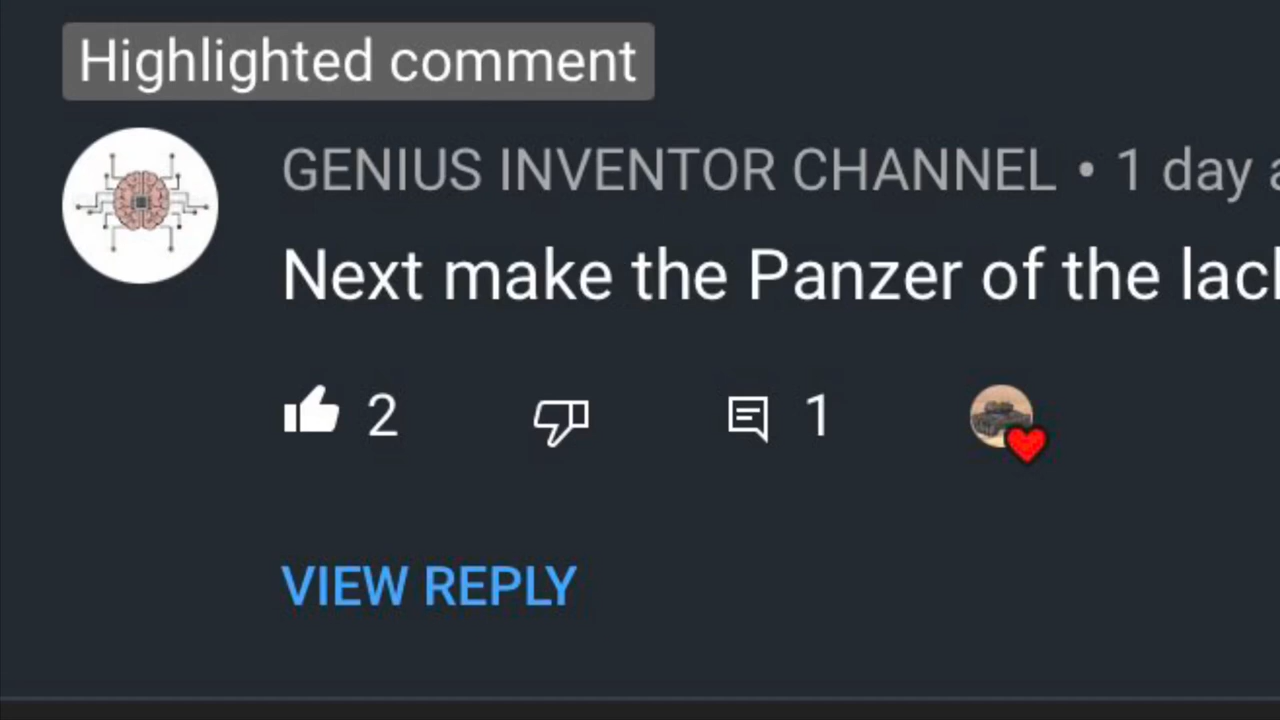 Highlighted comment
GENIUS INVENTOR CHANNEL • 1 day
Next make the Panzer of the
2
1
VIEW REPLY